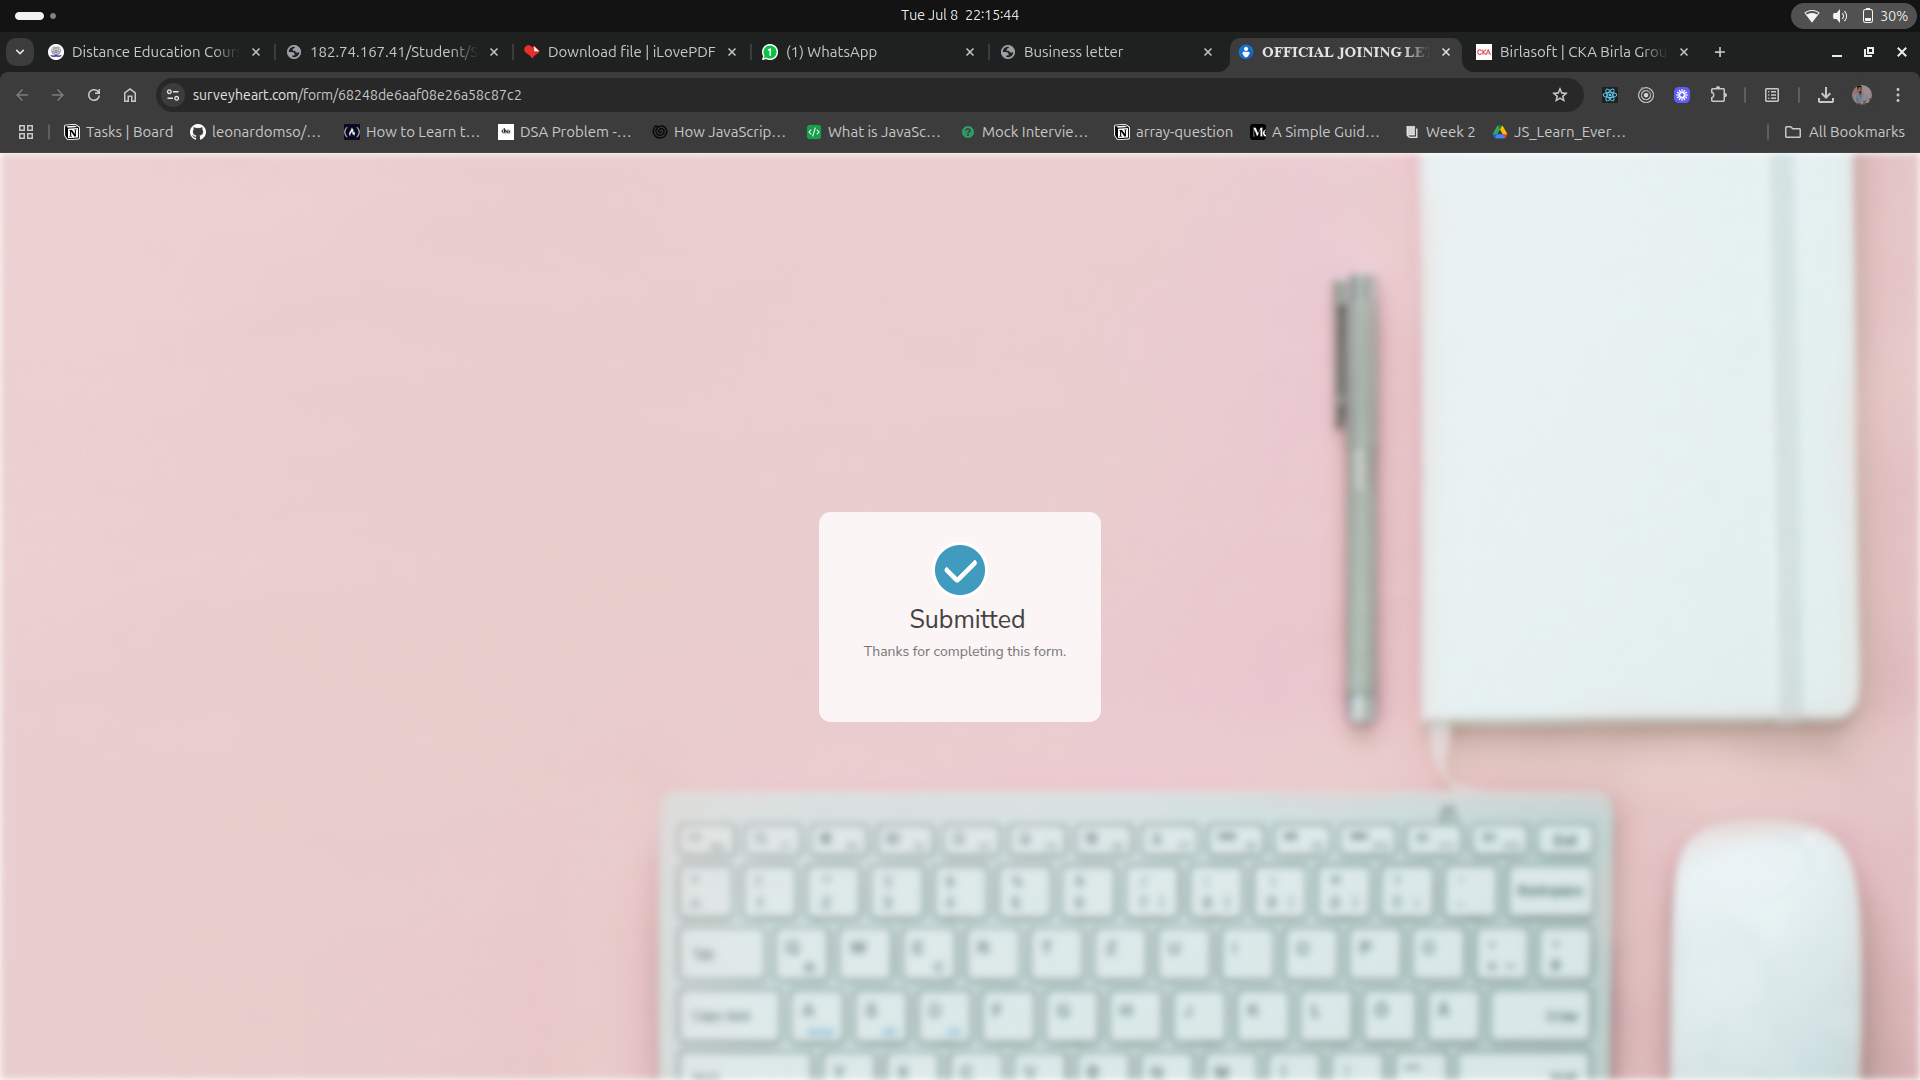 Tue Jul 8 22:15:44
30%
Distance Education Cour
182.74.167.41/Student/S
Download file | iLovePDF
(1) WhatsApp
Business letter
OFFICIAL JOINING LE
Birlasoft | CKA Birla Grou
surveyheart.com/form/68248de6aaf08e26a58c87c2
Tasks | Board
leonardomso/...
How to Learn t...
DSA Problem -...
How JavaScrip...
What is JavaSc...
Mock Intervie...
array-question
A Simple Guid...
Week 2
JS_Learn_Ever...
All Bookmarks
Submitted
Thanks for completing this form.